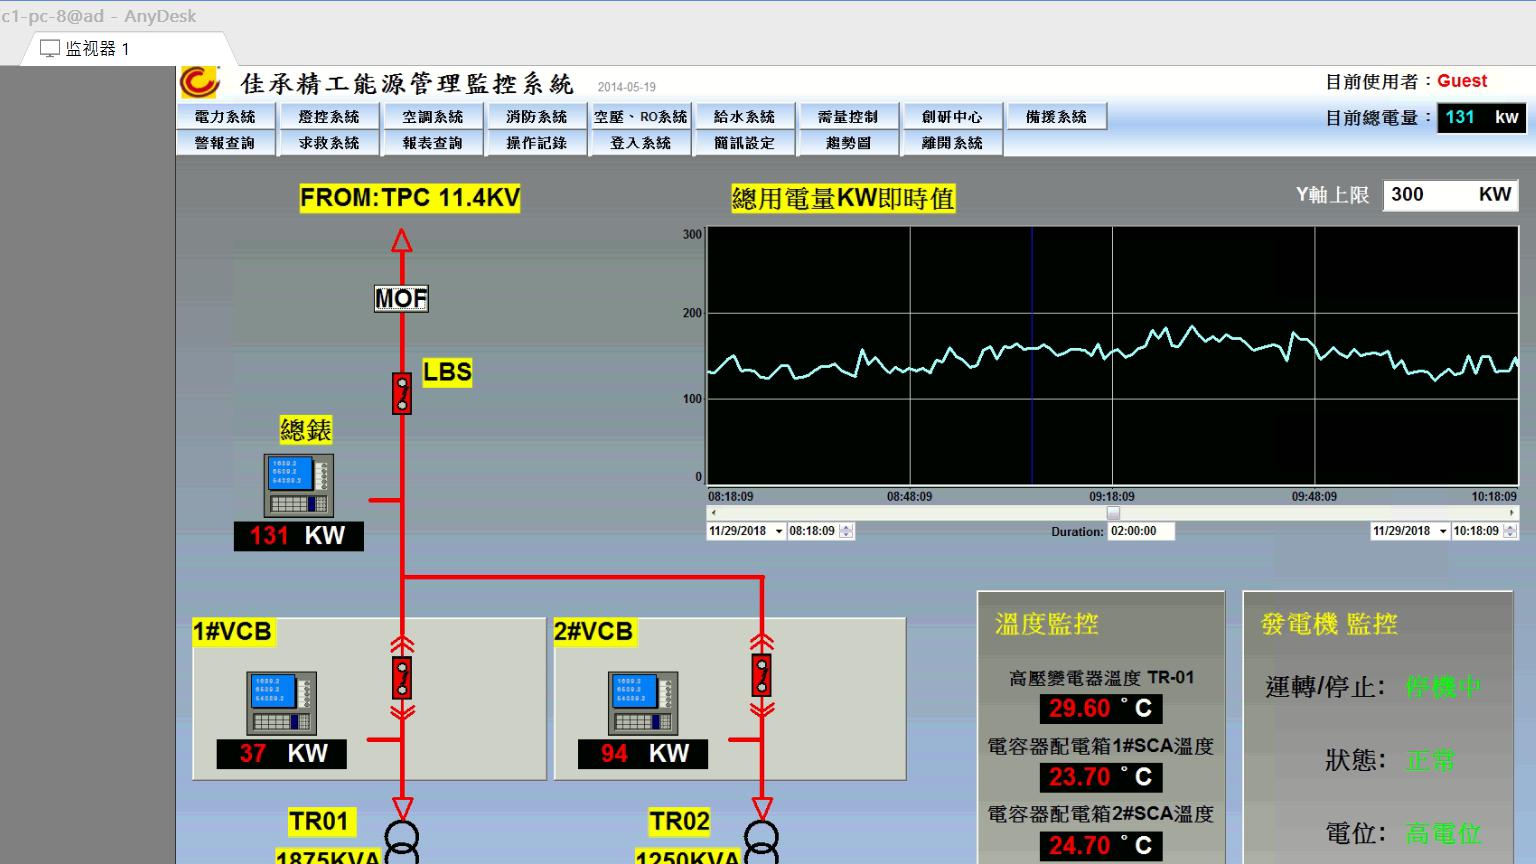 c1-pc-8@ad - AnyDesk
监视器 1
佳承精工能源管理監控系統 2014-05-19
目前使用者：Guest
電力系統 燈控系統 空調系統 消防系統 空壓、RO系統 給水系統 需量控制 創研中心 備援系統
目前總電量：131 kw
警報查詢 求救系統 報表查詢 操作記錄 登入系統 簡訊設定 趨勢圖 離開系統
FROM:TPC 11.4KV
總用電量KW即時值
Y軸上限 300 KW
300
200
100
0
08:18:09 08:48:09 09:18:09 09:48:09 10:18:09
11/29/2018 08:18:09 Duration: 02:00:00 11/29/2018 10:18:09
MOF
LBS
總錶
131 KW
1#VCB
37 KW
2#VCB
94 KW
TR01
1875KVA
TR02
1250KVA
溫度監控
高壓變電器溫度 TR-01
29.60 ° C
電容器配電箱1#SCA溫度
23.70 ° C
電容器配電箱2#SCA溫度
24.70 ° C
發電機 監控
運轉/停止： 停機中
狀態： 正常
電位： 高電位